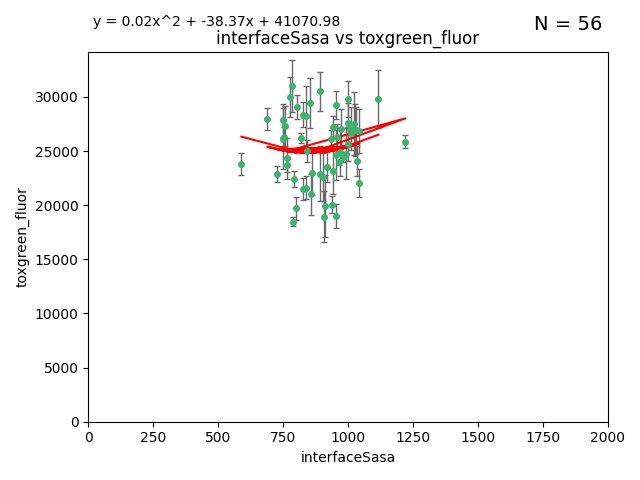 y = 0.02x^2 + -38.37x + 41070.98
N = 56
interfaceSasa vs toxgreen_fluor
30000
25000
20000
15000
10000
5000
0
toxgreen_fluor
0 250 500 750 1000 1250 1500 1750 2000
interfaceSasa